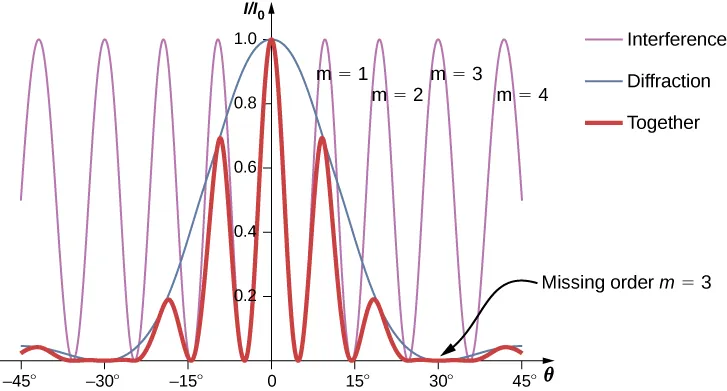 I/I₀
1.0
0.8
0.6
0.4
0.2
m = 1
m = 2
m = 3
m = 4
Interference
Diffraction
Together
Missing order m = 3
–45° –30° –15° 0 15° 30° 45° θ